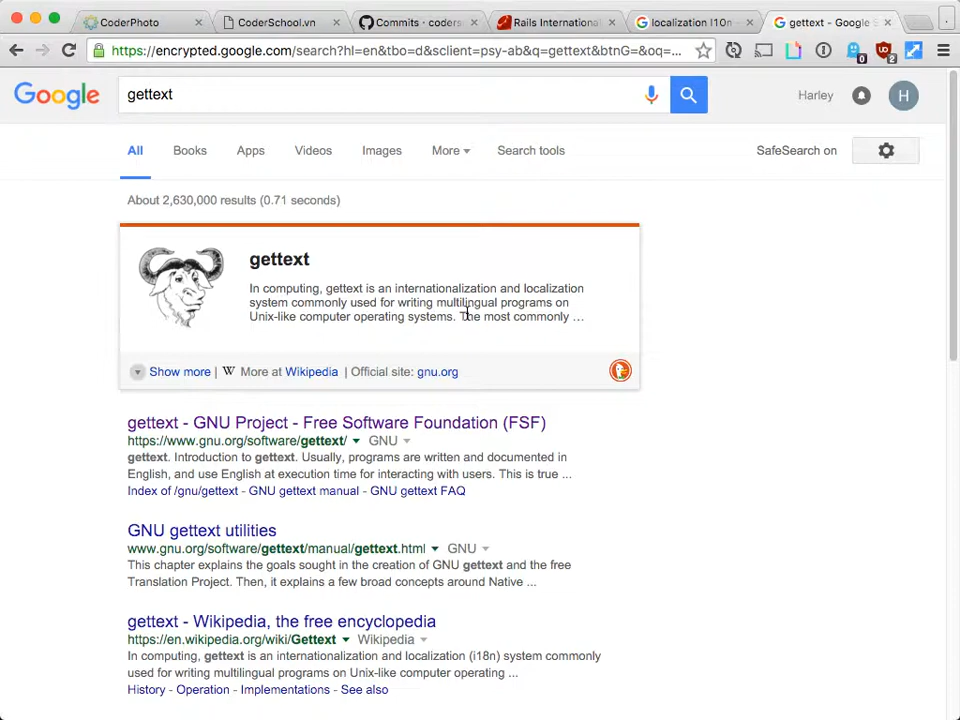 CoderPhoto
CoderSchool.vn
Commits · coders
Rails Internationa
localization l10n -
gettext - Google S
https://encrypted.google.com/search?hl=en&tbo=d&sclient=psy-ab&q=gettext&btnG=&oq=...
0
2
Google
gettext
Harley
H
All
Books
Apps
Videos
Images
More
Search tools
SafeSearch on
About 2,630,000 results (0.71 seconds)
gettext
In computing, gettext is an internationalization and localization
system commonly used for writing multilingual programs on
Unix-like computer operating systems. The most commonly ...
Show more | W More at Wikipedia | Official site: gnu.org
gettext - GNU Project - Free Software Foundation (FSF)
https://www.gnu.org/software/gettext/ GNU
gettext. Introduction to gettext. Usually, programs are written and documented in
English, and use English at execution time for interacting with users. This is true ...
Index of /gnu/gettext - GNU gettext manual - GNU gettext FAQ
GNU gettext utilities
www.gnu.org/software/gettext/manual/gettext.html GNU
This chapter explains the goals sought in the creation of GNU gettext and the free
Translation Project. Then, it explains a few broad concepts around Native ...
gettext - Wikipedia, the free encyclopedia
https://en.wikipedia.org/wiki/Gettext Wikipedia
In computing, gettext is an internationalization and localization (i18n) system commonly
used for writing multilingual programs on Unix-like computer operating ...
History - Operation - Implementations - See also